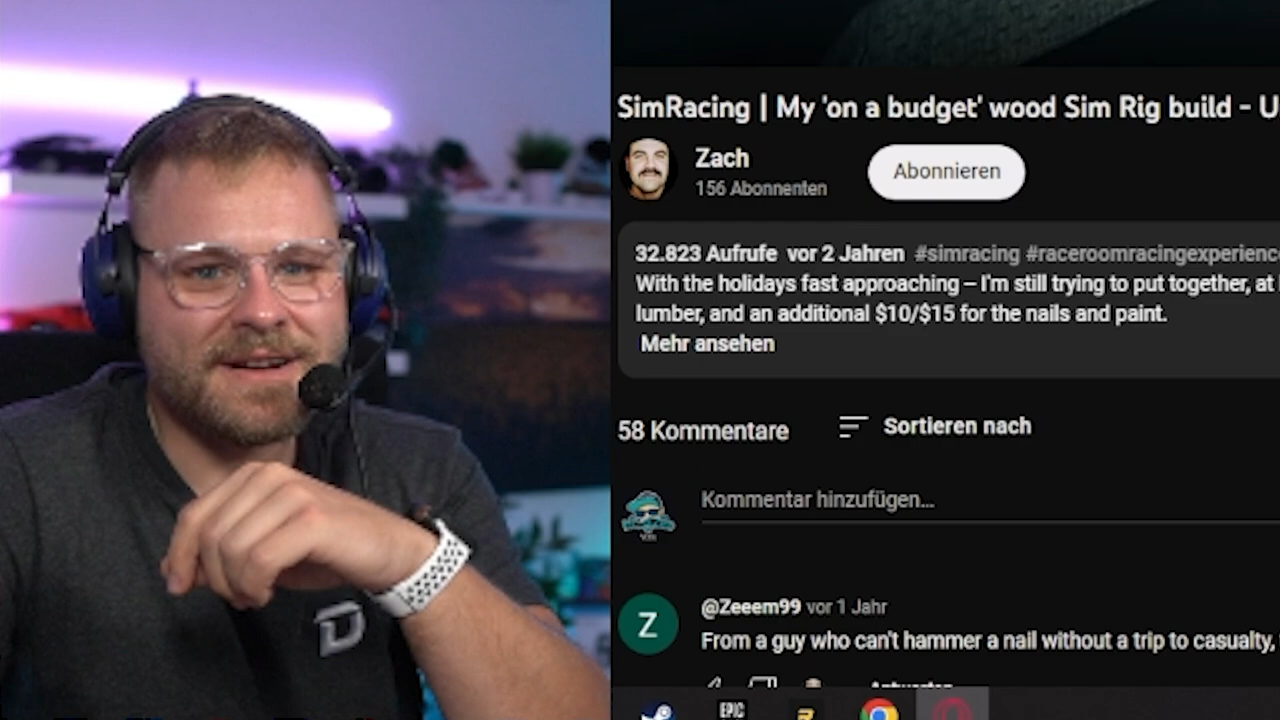 SimRacing | My 'on a budget' wood Sim Rig build - U
Zach
156 Abonnenten
Abonnieren
32.823 Aufrufe vor 2 Jahren #simracing #raceroomracingexperienc
With the holidays fast approaching – I'm still trying to put together, at
lumber, and an additional $10/$15 for the nails and paint.
Mehr ansehen
58 Kommentare
Sortieren nach
Kommentar hinzufügen...
Z
@Zeeem99 vor 1 Jahr
From a guy who can't hammer a nail without a trip to casualty,
Antworten
EPIC
D